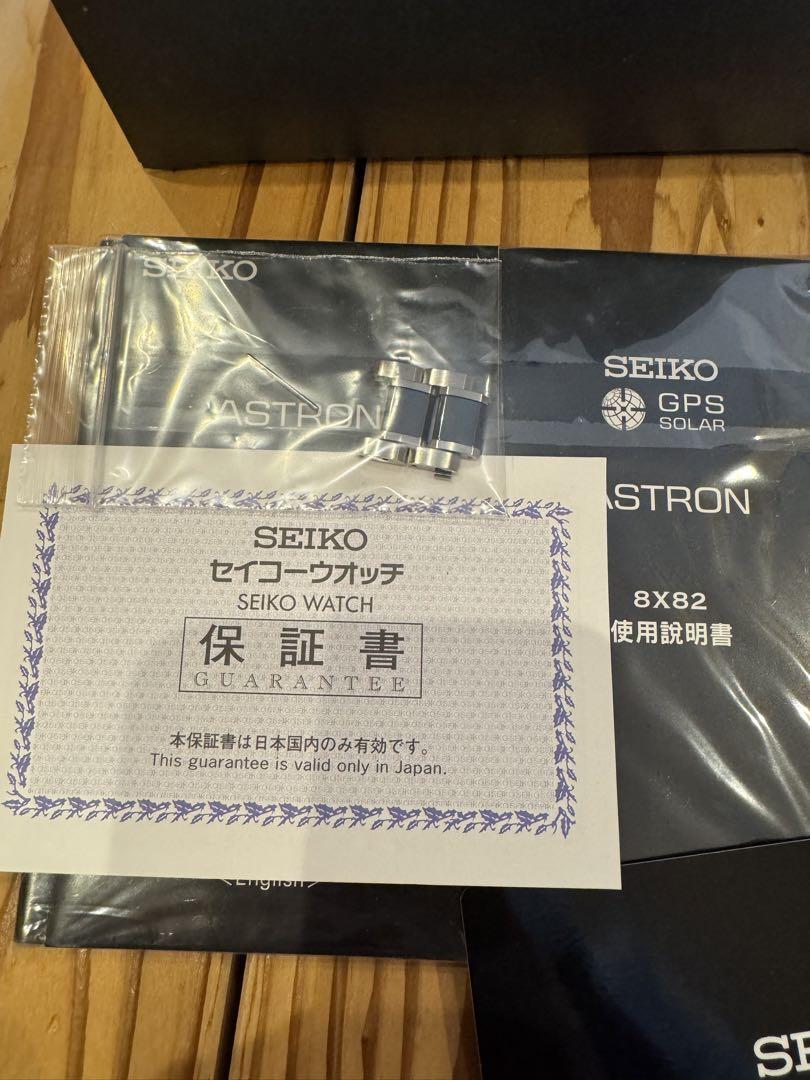 SEIKO
ASTRON
SEIKO
GPS
SOLAR
ASTRON
8X82
使用説明書
SEIKO
セイコーウオッチ
SEIKO WATCH
保証書
GUARANTEE
本保証書は日本国内のみ有効です。
This guarantee is valid only in Japan.
<English>
SE